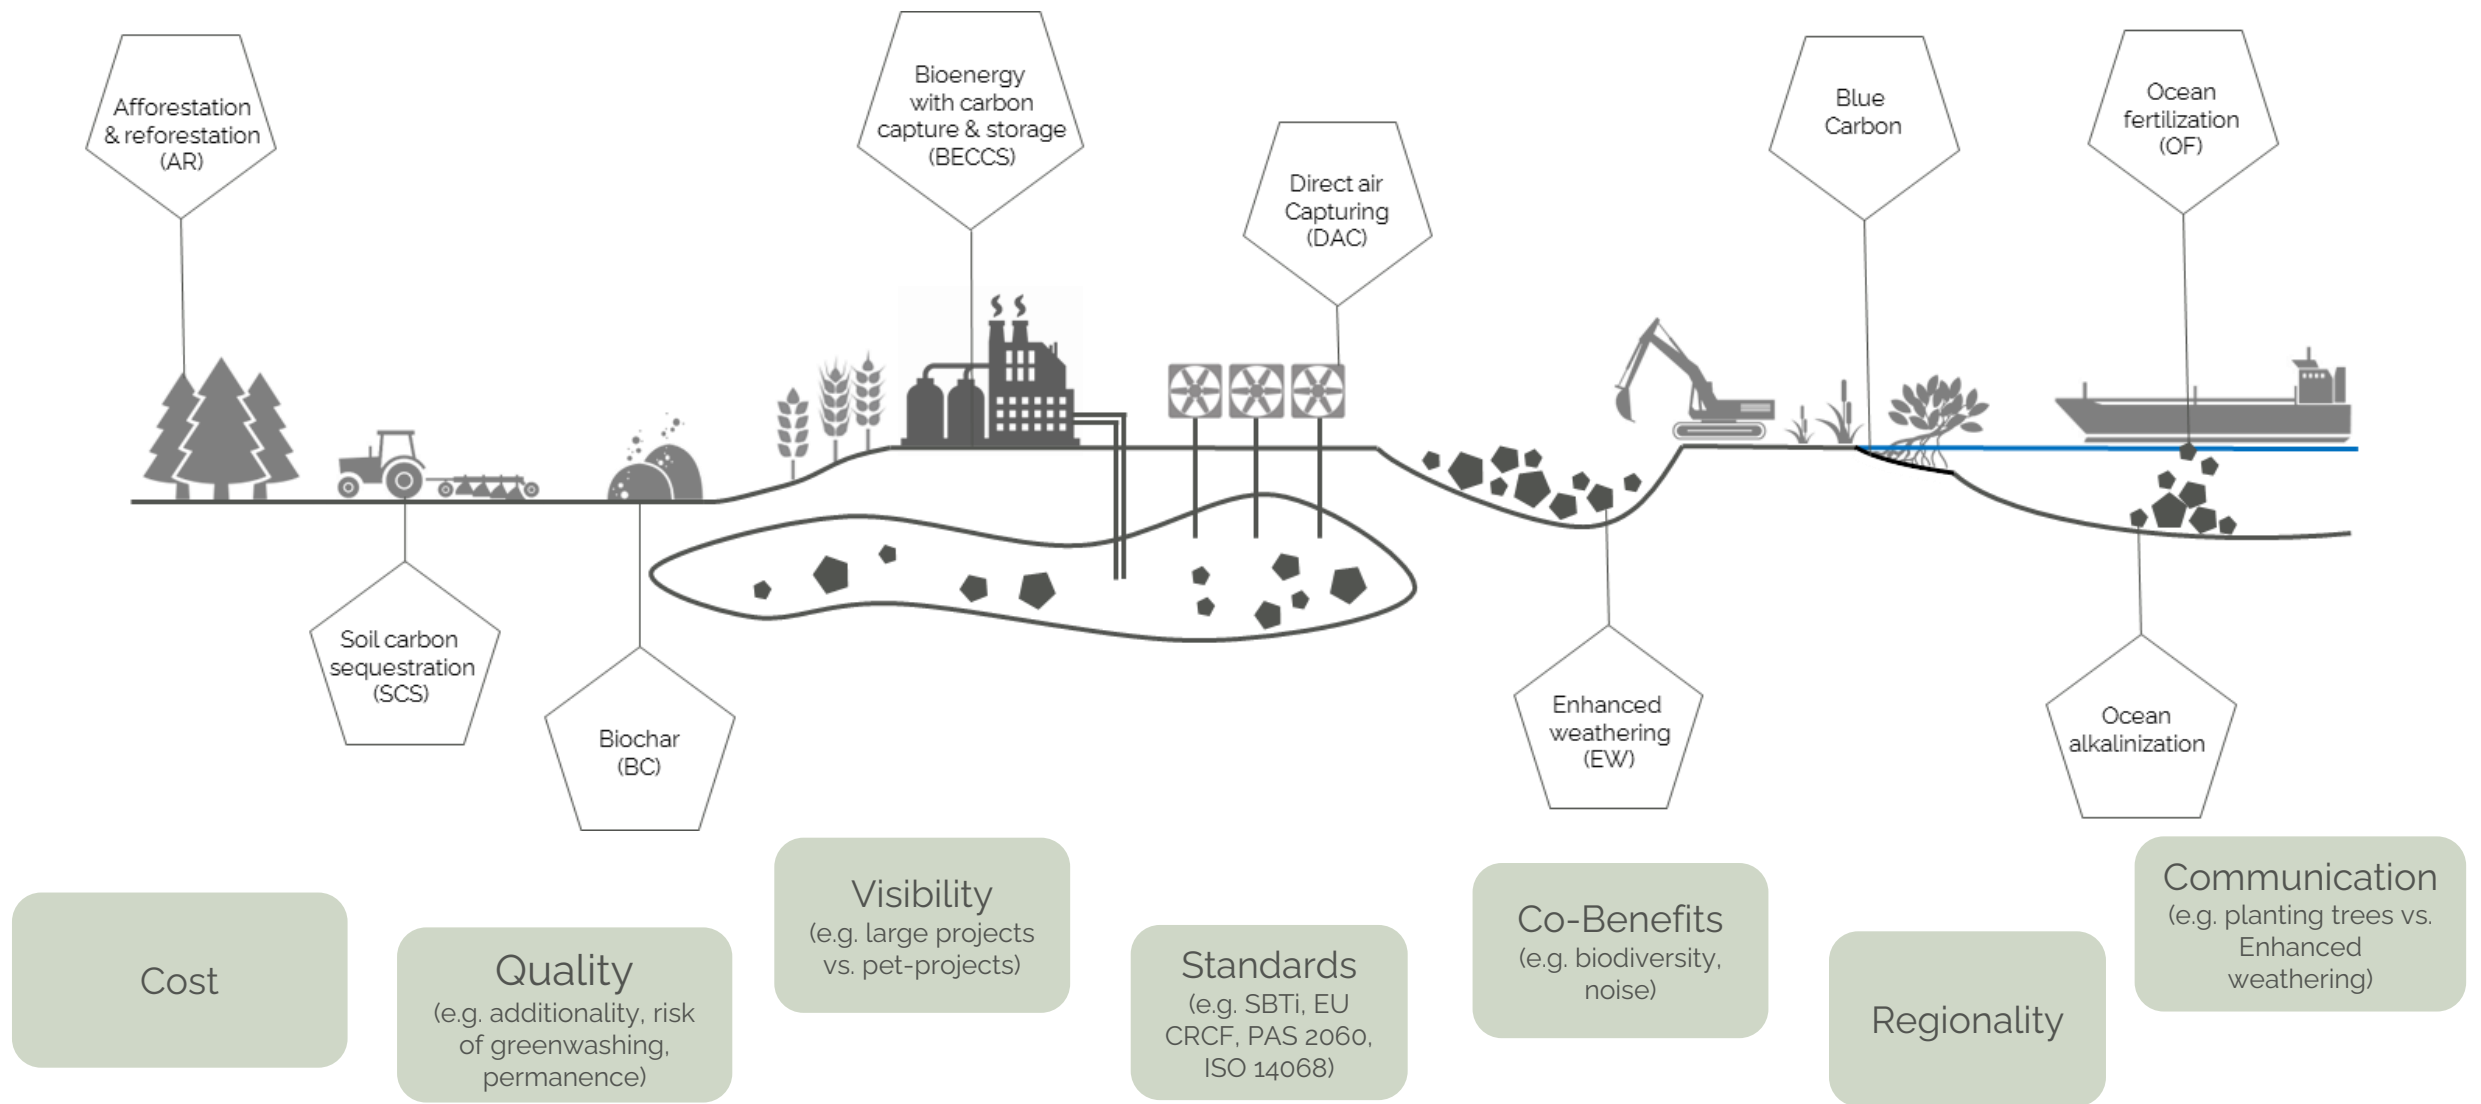 Afforestation
& reforestation
(AR)
Bioenergy
with carbon
capture & storage
(BECCS)
Direct air
Capturing
(DAC)
Blue
Carbon
Ocean
fertilization
(OF)
Soil carbon
sequestration
(SCS)
Biochar
(BC)
Enhanced
weathering
(EW)
Ocean
alkalinization
Cost
Quality
(e.g. additionality, risk
of greenwashing,
permanence)
Visibility
(e.g. large projects
vs. pet-projects)
Standards
(e.g. SBTi, EU
CRCF, PAS 2060,
ISO 14068)
Co-Benefits
(e.g. biodiversity,
noise)
Regionality
Communication
(e.g. planting trees vs.
Enhanced
weathering)